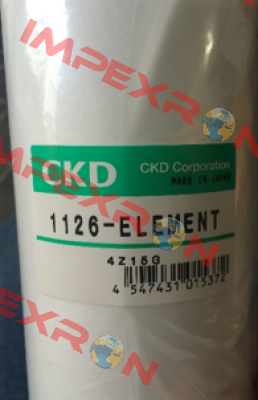 IMPEXRON
CKD
CKD Corporation
MADE IN JAPAN
1126-ELEMENT
4Z15G
4 547431 015372
IMPEXRON
IMPEXRON